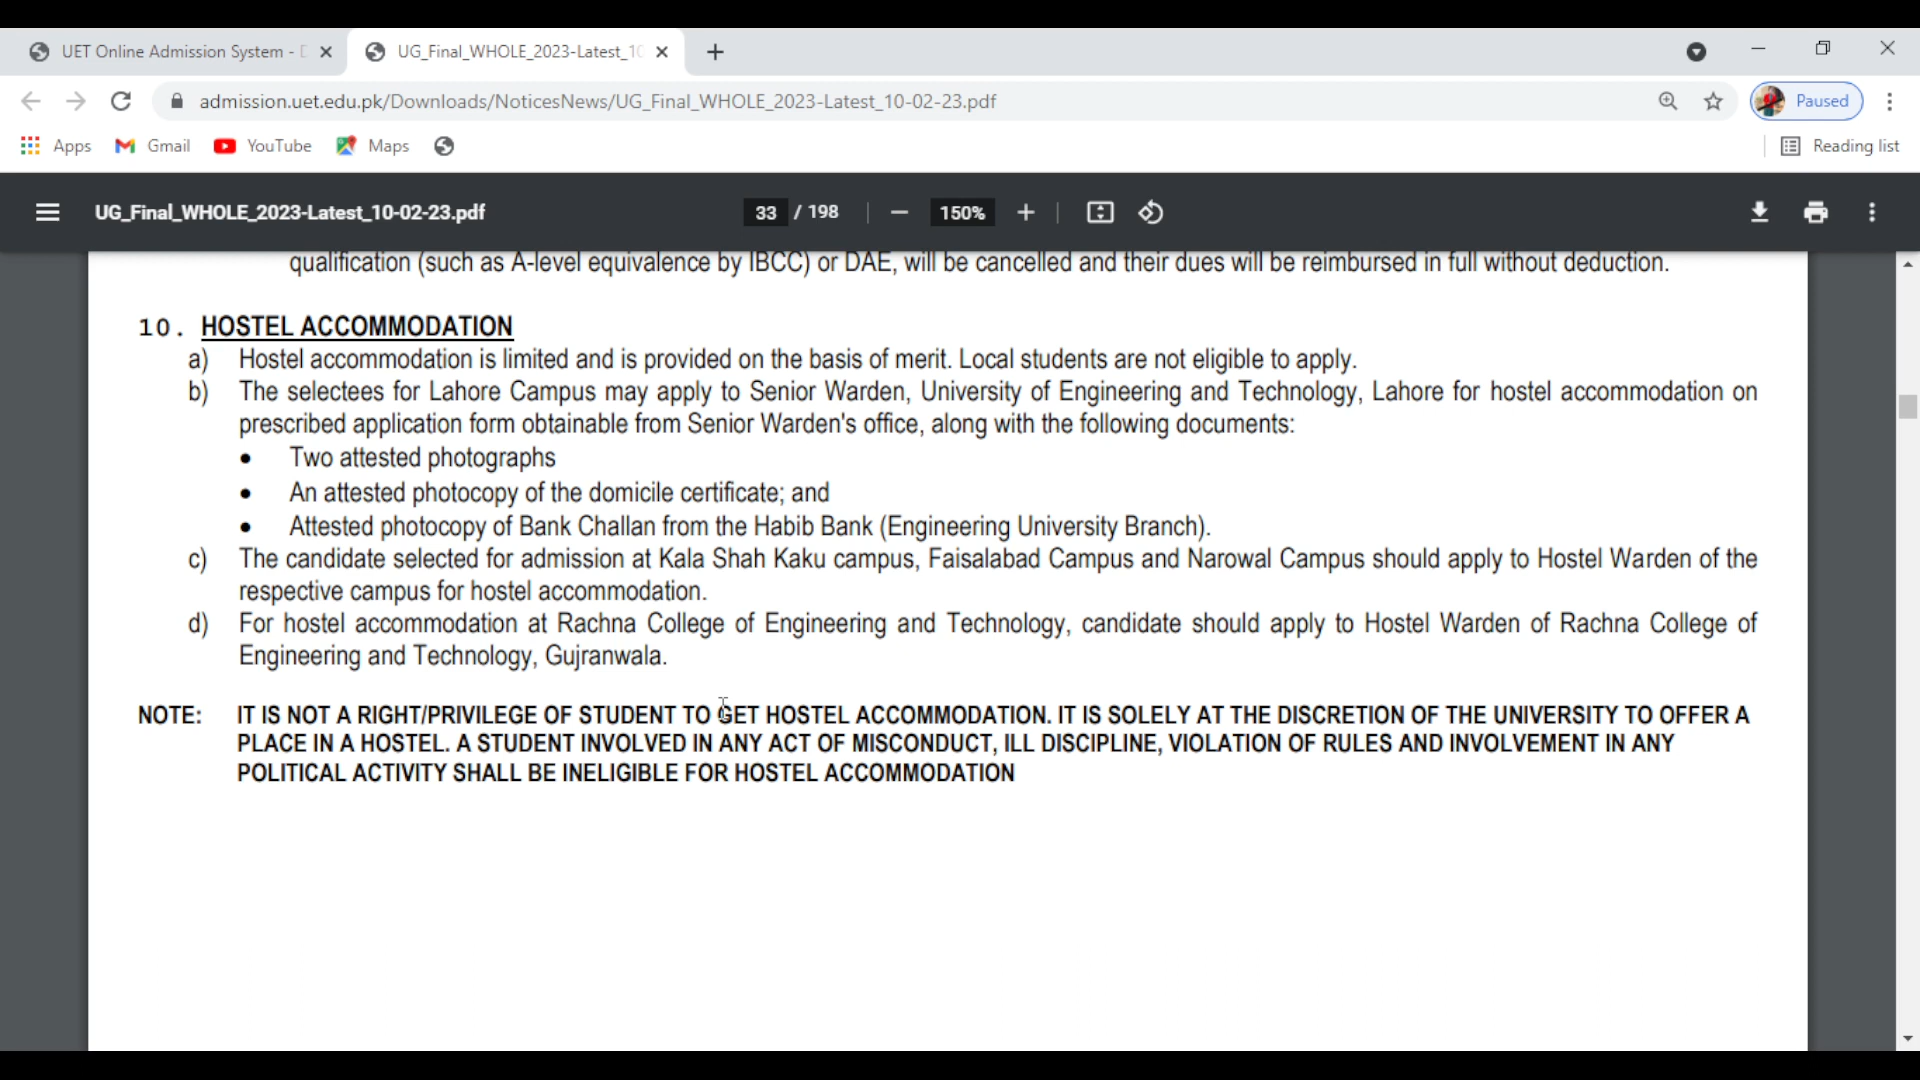 UET Online Admission System - D
UG_Final_WHOLE_2023-Latest_10
admission.uet.edu.pk/Downloads/NoticesNews/UG_Final_WHOLE_2023-Latest_10-02-23.pdf
Paused
Apps
Gmail
YouTube
Maps
Reading list
UG_Final_WHOLE_2023-Latest_10-02-23.pdf
33 / 198
150%
qualification (such as A-level equivalence by IBCC) or DAE, will be cancelled and their dues will be reimbursed in full without deduction.
10. HOSTEL ACCOMMODATION
a) Hostel accommodation is limited and is provided on the basis of merit. Local students are not eligible to apply.
b) The selectees for Lahore Campus may apply to Senior Warden, University of Engineering and Technology, Lahore for hostel accommodation on
prescribed application form obtainable from Senior Warden's office, along with the following documents:
• Two attested photographs
• An attested photocopy of the domicile certificate; and
• Attested photocopy of Bank Challan from the Habib Bank (Engineering University Branch).
c) The candidate selected for admission at Kala Shah Kaku campus, Faisalabad Campus and Narowal Campus should apply to Hostel Warden of the
respective campus for hostel accommodation.
d) For hostel accommodation at Rachna College of Engineering and Technology, candidate should apply to Hostel Warden of Rachna College of
Engineering and Technology, Gujranwala.
NOTE: IT IS NOT A RIGHT/PRIVILEGE OF STUDENT TO GET HOSTEL ACCOMMODATION. IT IS SOLELY AT THE DISCRETION OF THE UNIVERSITY TO OFFER A
PLACE IN A HOSTEL. A STUDENT INVOLVED IN ANY ACT OF MISCONDUCT, ILL DISCIPLINE, VIOLATION OF RULES AND INVOLVEMENT IN ANY
POLITICAL ACTIVITY SHALL BE INELIGIBLE FOR HOSTEL ACCOMMODATION